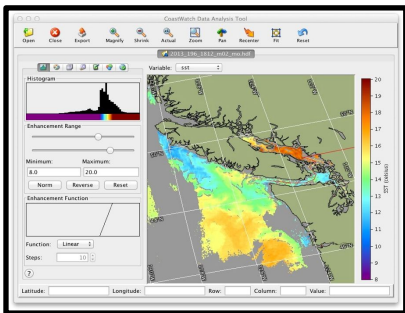 CoastWatch Data Analysis Tool
Open Close Export Magnify Shrink Actual Zoom Pan Recenter Fit Reset
Variable: sst
Histogram
Enhancement Range
Minimum: Maximum:
8.0 20.0
Norm Reverse Reset
Enhancement Function
Function: Linear
Steps: 10
?
20
19
18
17
16
15
14
13
12
11
10
9
8
SST (celsius)
Latitude: Longitude: Row: Column: Value: